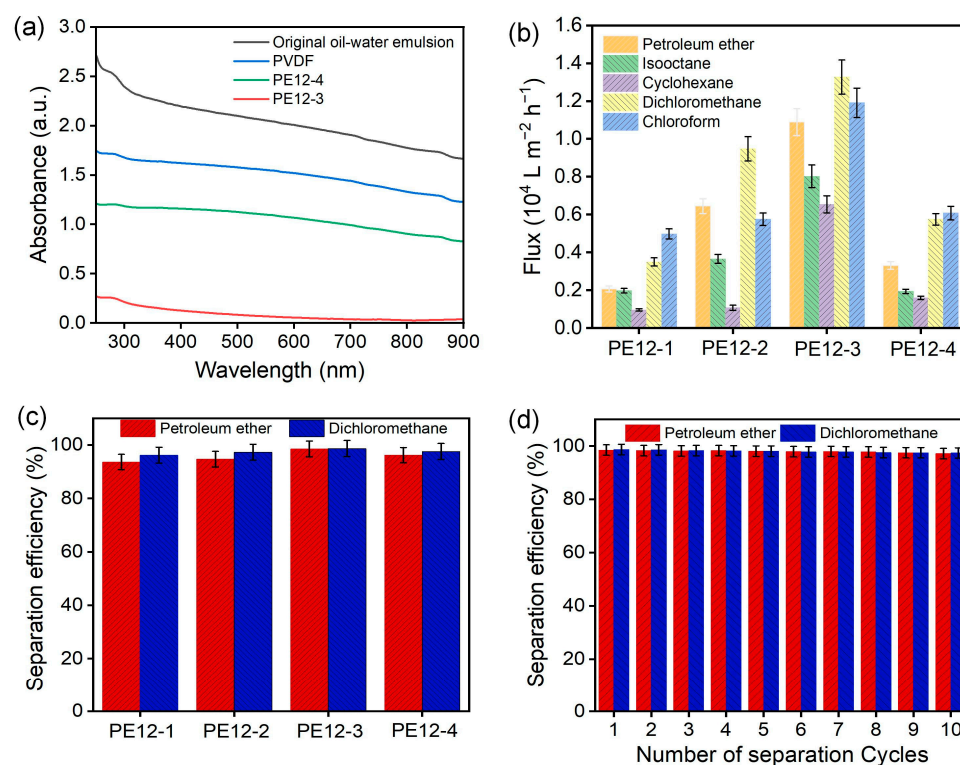 (a)
3.0
2.5
2.0
1.5
1.0
0.5
0.0
Absorbance (a.u.)
Original oil-water emulsion
PVDF
PE12-4
PE12-3
300 400 500 600 700 800 900
Wavelength (nm)
(b)
1.6
1.4
1.2
1.0
0.8
0.6
0.4
0.2
0.0
Flux (10⁴ L m⁻² h⁻¹)
Petroleum ether
Isooctane
Cyclohexane
Dichloromethane
Chloroform
PE12-1 PE12-2 PE12-3 PE12-4
(c)
100
80
60
40
20
0
Separation efficiency (%)
Petroleum ether Dichloromethane
PE12-1 PE12-2 PE12-3 PE12-4
(d)
100
80
60
40
20
0
Separation efficiency (%)
Petroleum ether Dichloromethane
1 2 3 4 5 6 7 8 9 10
Number of separation Cycles